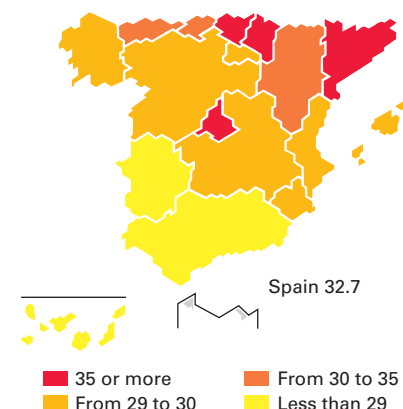 Spain 32.7
35 or more
From 30 to 35
From 29 to 30
Less than 29